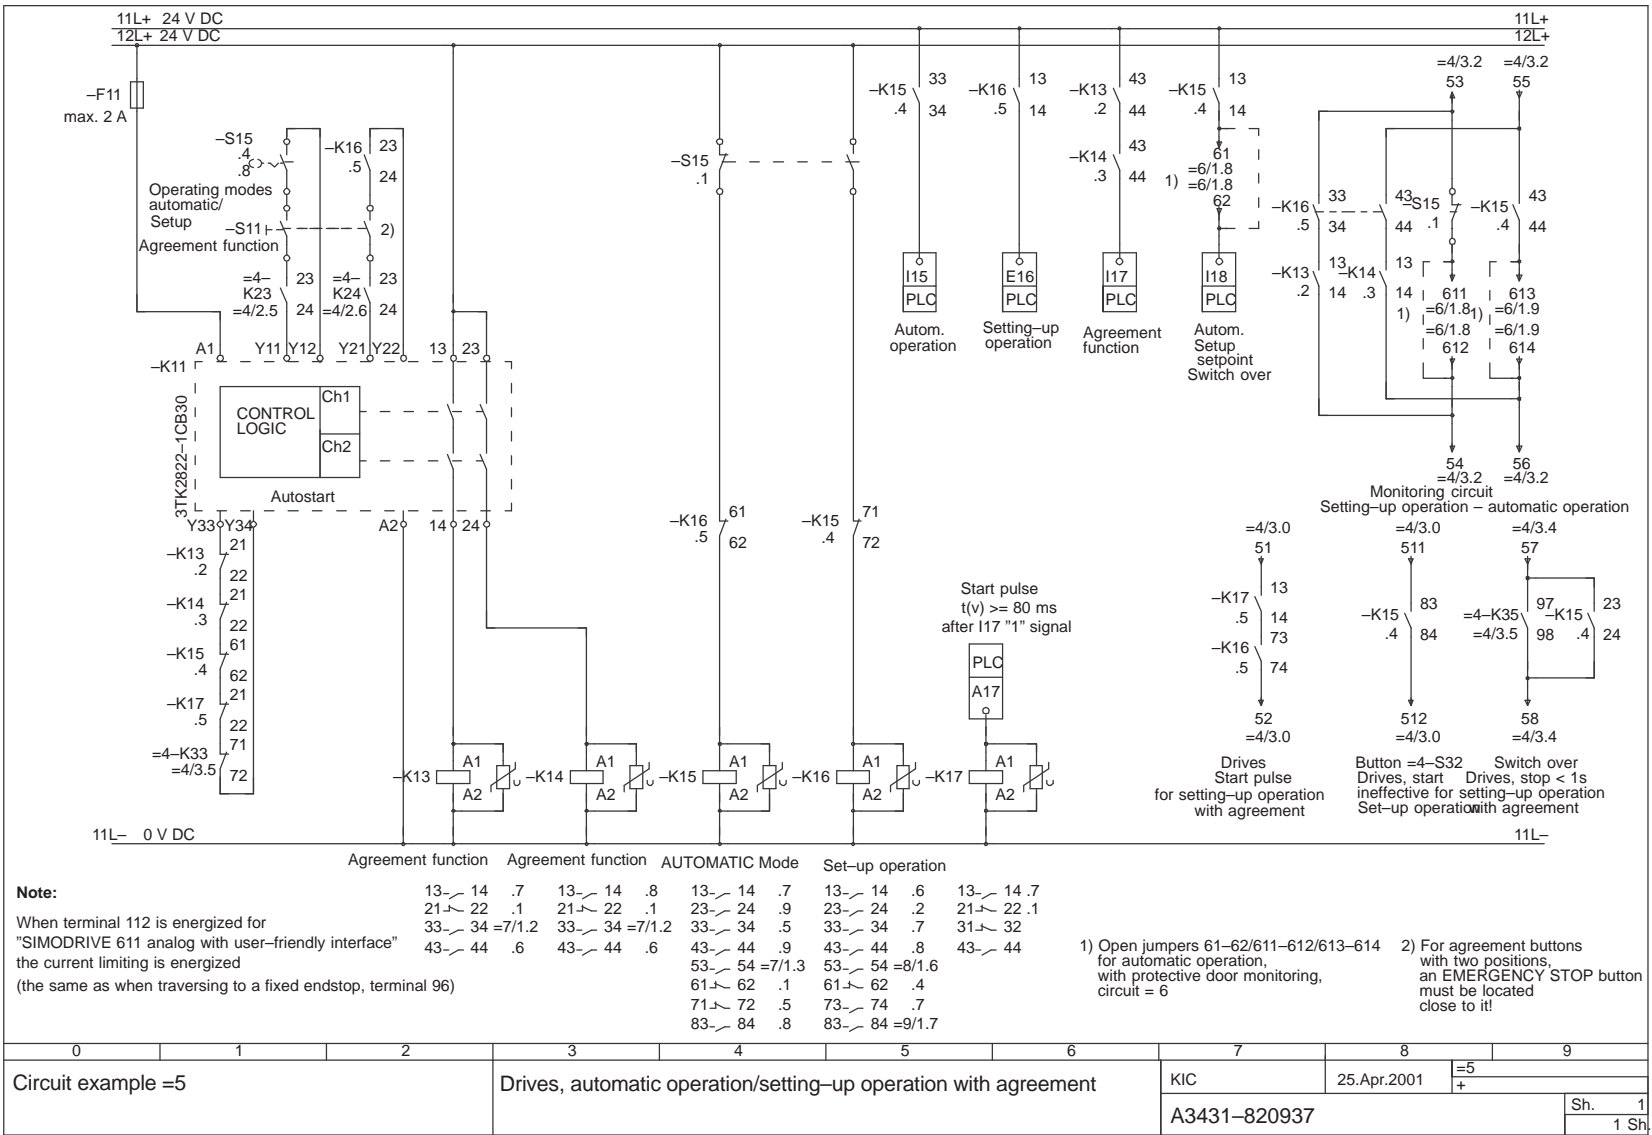 11L+ 24 V DC
11L+
12L+ 24 V DC
12L+
–F11
max. 2 A
–S15
.4
.8
Operating modes
automatic/
Setup
–S11
Agreement function
–K16
.5
23
24
2)
=4–
K23
=4/2.5
23
24
=4–
K24
=4/2.6
23
24
A1
Y11
Y12
Y21
Y22
13
23
–K11
3TK2822–1CB30
CONTROL
LOGIC
Ch1
Ch2
Autostart
Y33
Y34
A2
14
24
–K13
.2
21
22
–K14
.3
21
22
–K15
.4
61
62
–K17
.5
21
22
=4–K33
=4/3.5
71
72
–S15
.1
–K16
.5
61
62
–K15
.4
71
72
–K15
.4
33
34
–K16
.5
13
14
–K13
.2
43
44
–K14
.3
43
44
–K15
.4
13
14
61
1)
=6/1.8
=6/1.8
62
I15
PLC
E16
PLC
I17
PLC
I18
PLC
Autom.
operation
Setting–up
operation
Agreement
function
Autom.
Setup
setpoint
Switch over
=4/3.2
53
=4/3.2
55
–K16
.5
33
34
43
44
–S15
.1
–K15
.4
43
44
–K13
.2
13
14
–K14
.3
13
14
1)
611
=6/1.8
=6/1.8
612
1)
613
=6/1.9
=6/1.9
614
54
=4/3.2
56
=4/3.2
Monitoring circuit
Setting–up operation – automatic operation
Start pulse
t(v) >= 80 ms
after I17 "1" signal
PLC
A17
=4/3.0
51
–K17
.5
13
14
–K16
.5
73
74
52
=4/3.0
Drives
Start pulse
for setting–up operation
with agreement
=4/3.0
511
–K15
.4
83
84
512
=4/3.0
Button =4–S32
Drives, start
ineffective for
Set–up operation
=4/3.4
57
=4–K35
=4/3.5
97
98
–K15
.4
23
24
58
=4/3.4
Switch over
Drives, stop < 1s
setting–up operation
with agreement
–K13
A1
A2
–K14
A1
A2
–K15
A1
A2
–K16
A1
A2
–K17
A1
A2
11L– 0 V DC
11L–
Agreement function
13 14 .7
21 22 .1
33 34 =7/1.2
43 44 .6
Agreement function
13 14 .8
21 22 .1
33 34 =7/1.2
43 44 .6
AUTOMATIC Mode
13 14 .7
23 24 .9
33 34 .5
43 44 .9
53 54 =7/1.3
61 62 .1
71 72 .5
83 84 .8
Set–up operation
13 14 .6
23 24 .2
33 34 .7
43 44 .8
53 54 =8/1.6
61 62 .4
73 74 .7
83 84 =9/1.7
13 14 .7
21 22 .1
31 32
43 44
Note:
When terminal 112 is energized for
"SIMODRIVE 611 analog with user–friendly interface"
the current limiting is energized
(the same as when traversing to a fixed endstop, terminal 96)
1) Open jumpers 61–62/611–612/613–614
for automatic operation,
with protective door monitoring,
circuit = 6
2) For agreement buttons
with two positions,
an EMERGENCY STOP button
must be located
close to it!
0 1 2 3 4 5 6 7 8 9
Circuit example =5
Drives, automatic operation/setting–up operation with agreement
KIC
25.Apr.2001
=5
+
A3431–820937
Sh. 1
1 Sh.